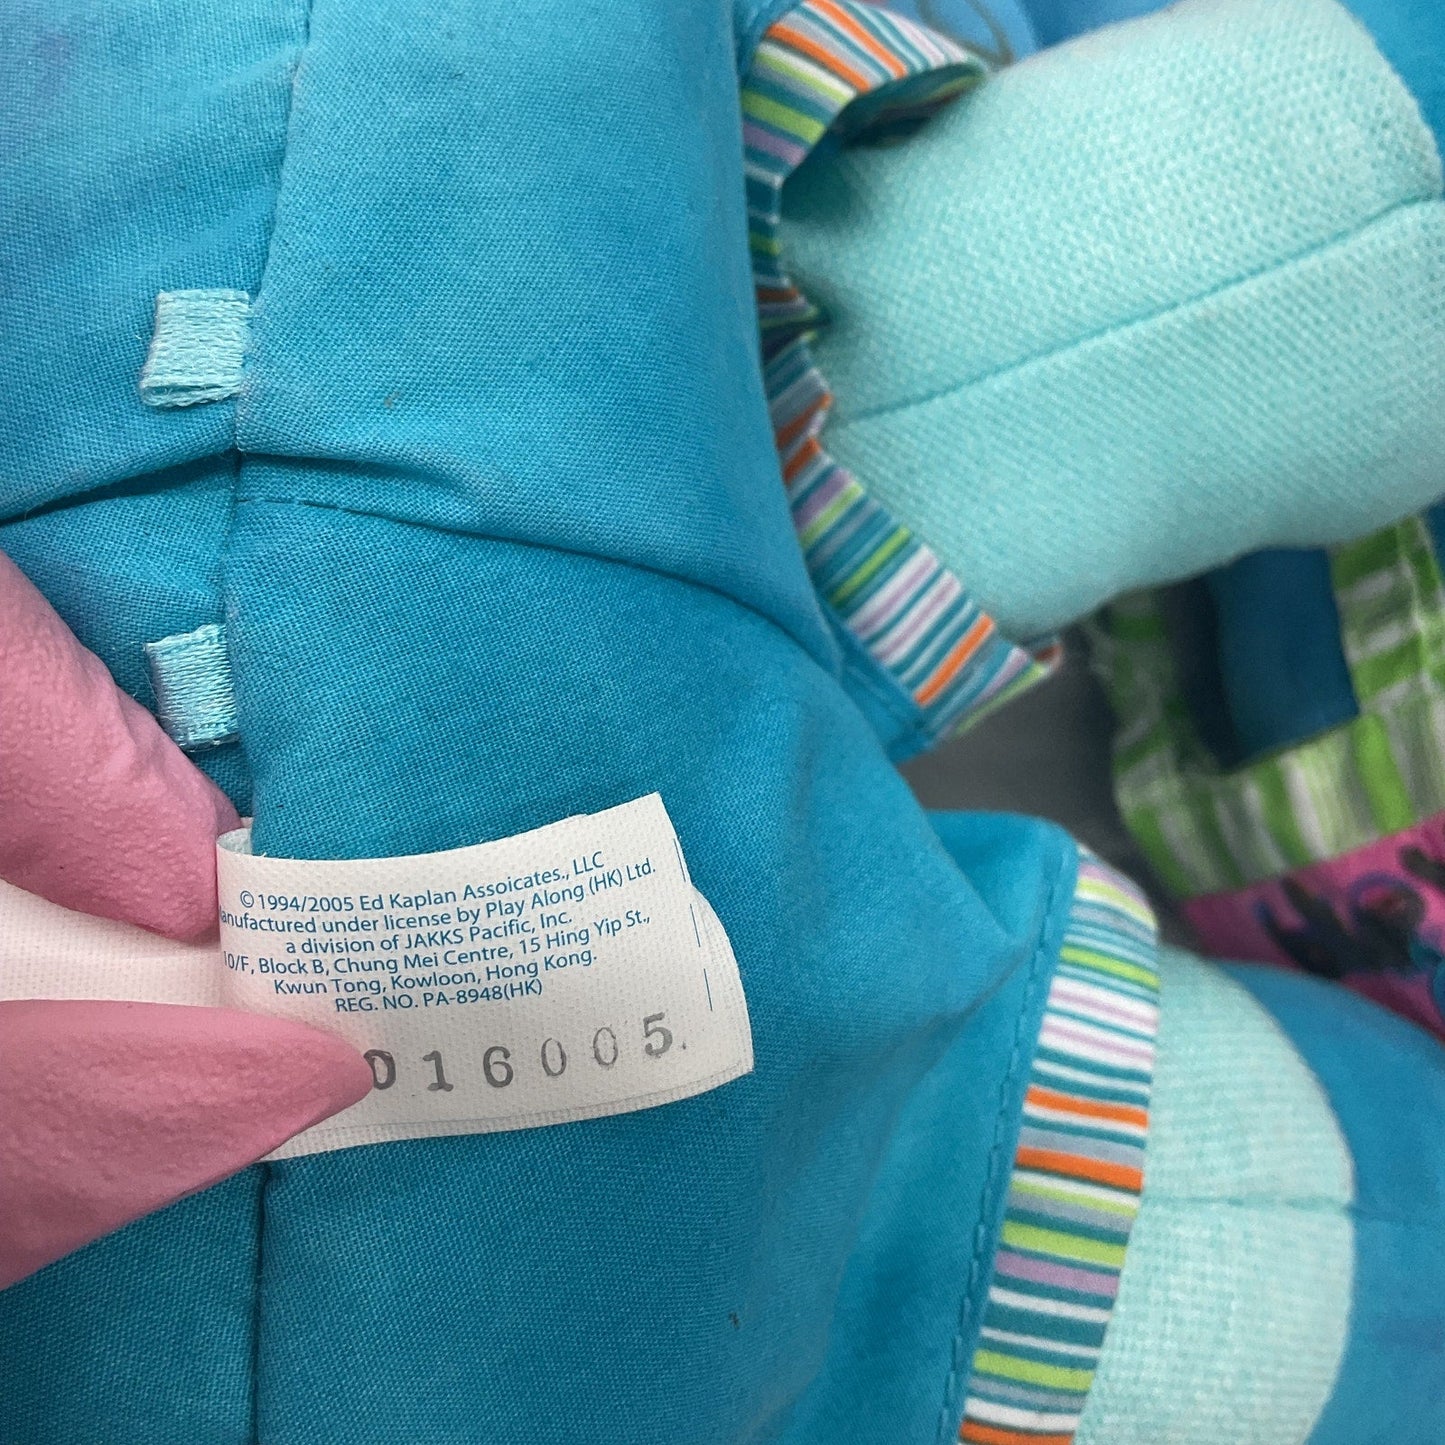 © 1994/2005 Ed Kaplan Assoicates., LLC
anufactured under license by Play Along (HK) Ltd.
a division of JAKKS Pacific, Inc.
10/F, Block B, Chung Mei Centre, 15 Hing Yip St.,
Kwun Tong, Kowloon, Hong Kong.
REG. NO. PA-8948(HK)
016005